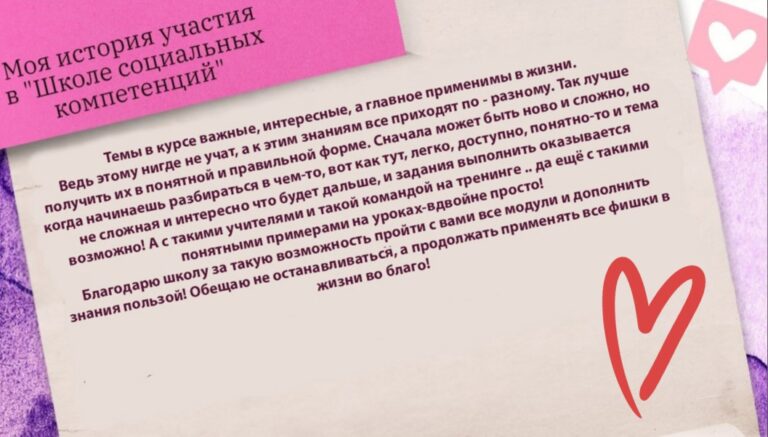 Моя история участия
в "Школе социальных
компетенций"
Темы в курсе важные, интересные, а главное применимы в жизни.
Ведь этому нигде не учат, а к этим знаниям все приходят по - разному. Так лучше
получить их в понятной и правильной форме. Сначала может быть ново и сложно, но
когда начинаешь разбираться в чем-то, вот как тут, легко, доступно, понятно-то и тема
не сложная и интересно что будет дальше, и задания выполнить оказывается
возможно! А с такими учителями и такой командой на тренинге .. да ещё с такими
понятными примерами на уроках-вдвойне просто!
Благодарю школу за такую возможность пройти с вами все модули и дополнить
знания пользой! Обещаю не останавливаться, а продолжать применять все фишки в
жизни во благо!